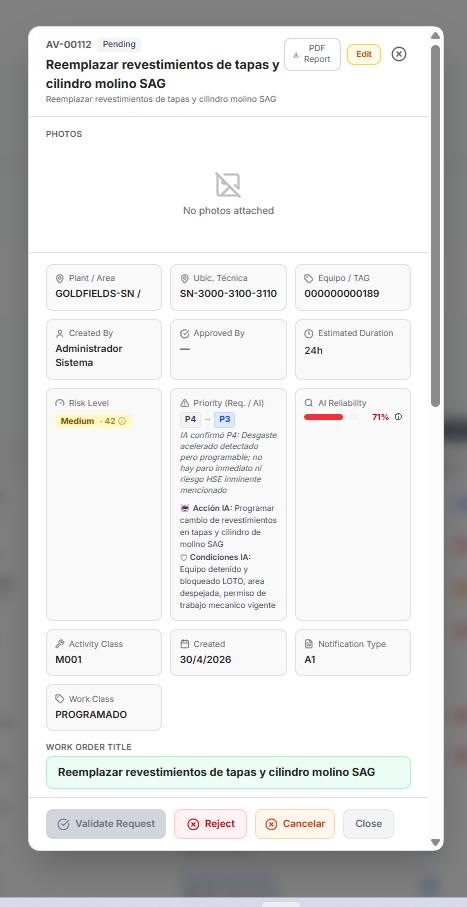 AV-00112 Pending
Reemplazar revestimientos de tapas y
cilindro molino SAG
Reemplazar revestimientos de tapas y cilindro molino SAG
PDF
Report
Edit
PHOTOS
No photos attached
Plant / Area
GOLDFIELDS-SN /
Ubic. Técnica
SN-3000-3100-3110
Equipo / TAG
000000000189
Created By
Administrador
Sistema
Approved By
—
Estimated Duration
24h
Risk Level
Medium · 42
Priority (Req. / AI)
P4 → P3
IA confirmó P4: Desgaste
acelerado detectado
pero programable; no
hay paro inmediato ni
riesgo HSE inminente
mencionado
Acción IA: Programar
cambio de revestimientos
en tapas y cilindro de
molino SAG
Condiciones IA:
Equipo detenido y
bloqueado LOTO, area
despejada, permiso de
trabajo mecanico vigente
AI Reliability
71%
Activity Class
M001
Created
30/4/2026
Notification Type
A1
Work Class
PROGRAMADO
WORK ORDER TITLE
Reemplazar revestimientos de tapas y cilindro molino SAG
Validate Request
Reject
Cancelar
Close